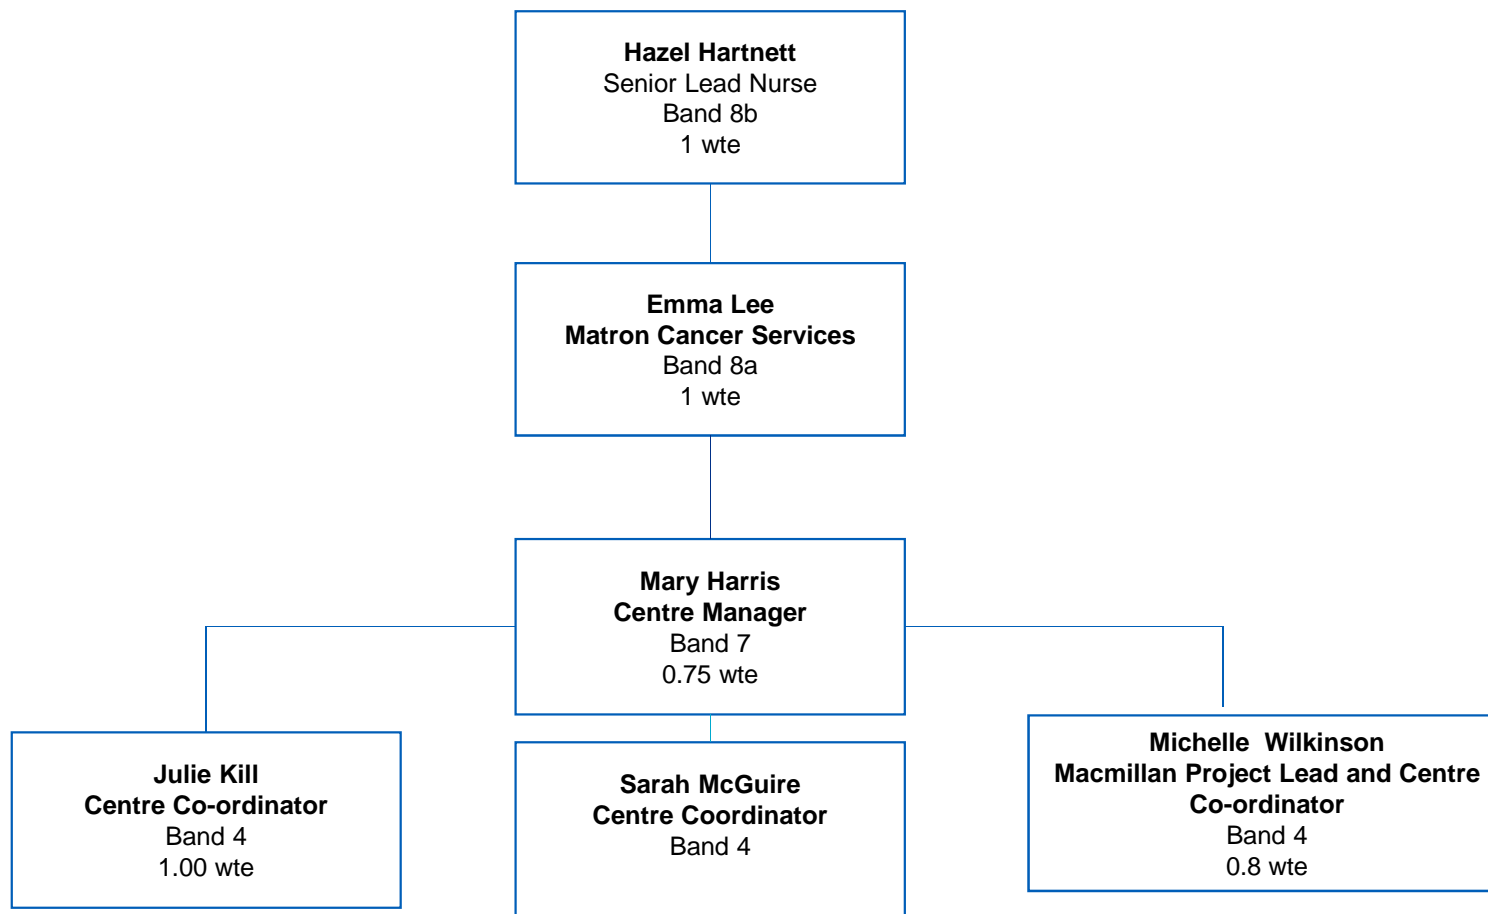 Hazel Hartnett
Senior Lead Nurse
Band 8b
1 wte
Emma Lee
Matron Cancer Services
Band 8a
1 wte
Mary Harris
Centre Manager
Band 7
0.75 wte
Julie Kill
Centre Co-ordinator
Band 4
1.00 wte
Sarah McGuire
Centre Coordinator
Band 4
Michelle  Wilkinson
Macmillan Project Lead and Centre
Co-ordinator
Band 4
0.8 wte